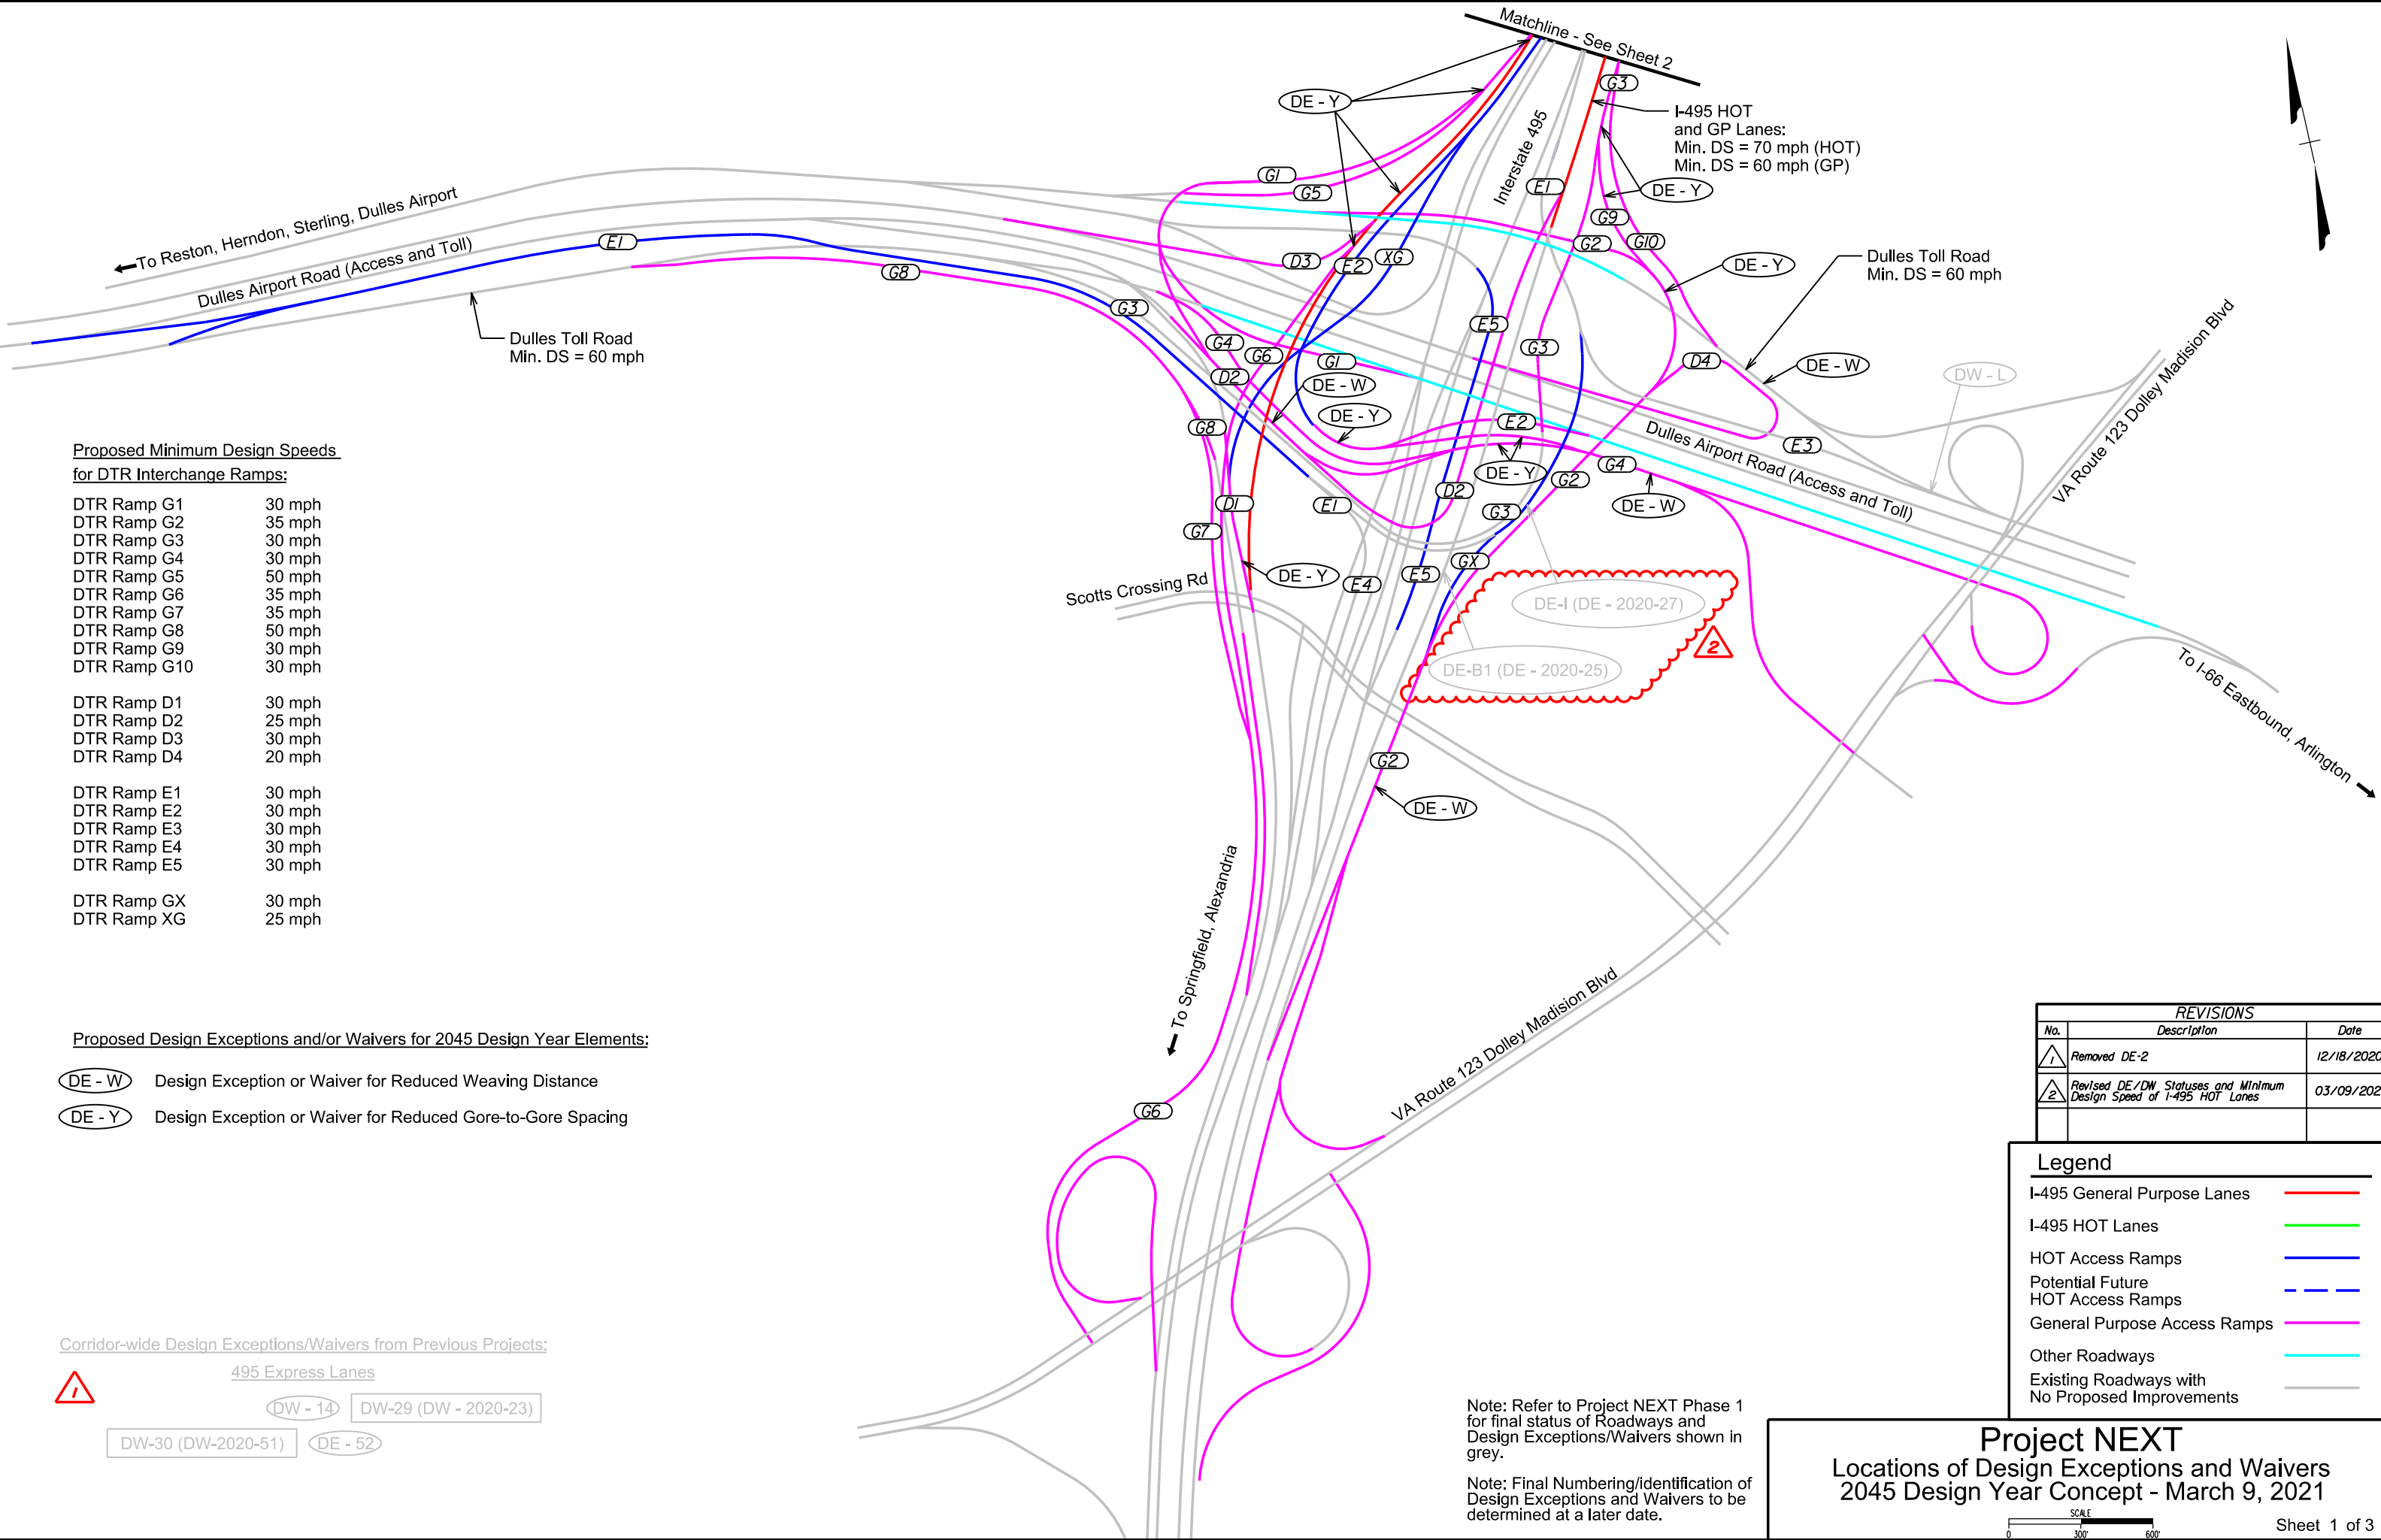 Matchline - See Sheet 2
DE - Y
G3
I-495 HOT
and GP Lanes:
Min. DS = 70 mph (HOT)
Min. DS = 60 mph (GP)
Interstate 495
G1
G5
E1
DE - Y
G9
G2
G10
To Reston, Herndon, Sterling, Dulles Airport
Dulles Airport Road (Access and Toll)
E1
G8
D3
E2
XG
DE - Y
Dulles Toll Road
Min. DS = 60 mph
G3
Dulles Toll Road
Min. DS = 60 mph
G4
G6
G1
E5
G3
D4
DE - W
DW - L
D2
DE - W
DE - Y
G8
E2
E3
VA Route 123 Dolley Madision Blvd
Dulles Airport Road (Access and Toll)
DE - Y
G4
G2
D2
DE - W
D1
E1
G3
G7
GX
DE - Y
E4
E5
Scotts Crossing Rd
DE-I (DE - 2020-27)
2
DE-B1 (DE - 2020-25)
To I-66 Eastbound, Arlington
G2
DE - W
To Springfield, Alexandria
G6
VA Route 123 Dolley Madision Blvd
Proposed Minimum Design Speeds
for DTR Interchange Ramps:
DTR Ramp G1 30 mph
DTR Ramp G2 35 mph
DTR Ramp G3 30 mph
DTR Ramp G4 30 mph
DTR Ramp G5 50 mph
DTR Ramp G6 35 mph
DTR Ramp G7 35 mph
DTR Ramp G8 50 mph
DTR Ramp G9 30 mph
DTR Ramp G10 30 mph
DTR Ramp D1 30 mph
DTR Ramp D2 25 mph
DTR Ramp D3 30 mph
DTR Ramp D4 20 mph
DTR Ramp E1 30 mph
DTR Ramp E2 30 mph
DTR Ramp E3 30 mph
DTR Ramp E4 30 mph
DTR Ramp E5 30 mph
DTR Ramp GX 30 mph
DTR Ramp XG 25 mph
Proposed Design Exceptions and/or Waivers for 2045 Design Year Elements:
DE - W Design Exception or Waiver for Reduced Weaving Distance
DE - Y Design Exception or Waiver for Reduced Gore-to-Gore Spacing
Corridor-wide Design Exceptions/Waivers from Previous Projects:
495 Express Lanes
1
DW - 14 DW-29 (DW - 2020-23)
DW-30 (DW-2020-51) DE - 52
Note: Refer to Project NEXT Phase 1
for final status of Roadways and
Design Exceptions/Waivers shown in
grey.
Note: Final Numbering/identification of
Design Exceptions and Waivers to be
determined at a later date.
REVISIONS
No. Description Date
1 Removed DE-2 12/18/2020
2 Revised DE/DW Statuses and Minimum
Design Speed of I-495 HOT Lanes 03/09/202
Legend
I-495 General Purpose Lanes
I-495 HOT Lanes
HOT Access Ramps
Potential Future
HOT Access Ramps
General Purpose Access Ramps
Other Roadways
Existing Roadways with
No Proposed Improvements
Project NEXT
Locations of Design Exceptions and Waivers
2045 Design Year Concept - March 9, 2021
SCALE
0 300' 600'
Sheet 1 of 3